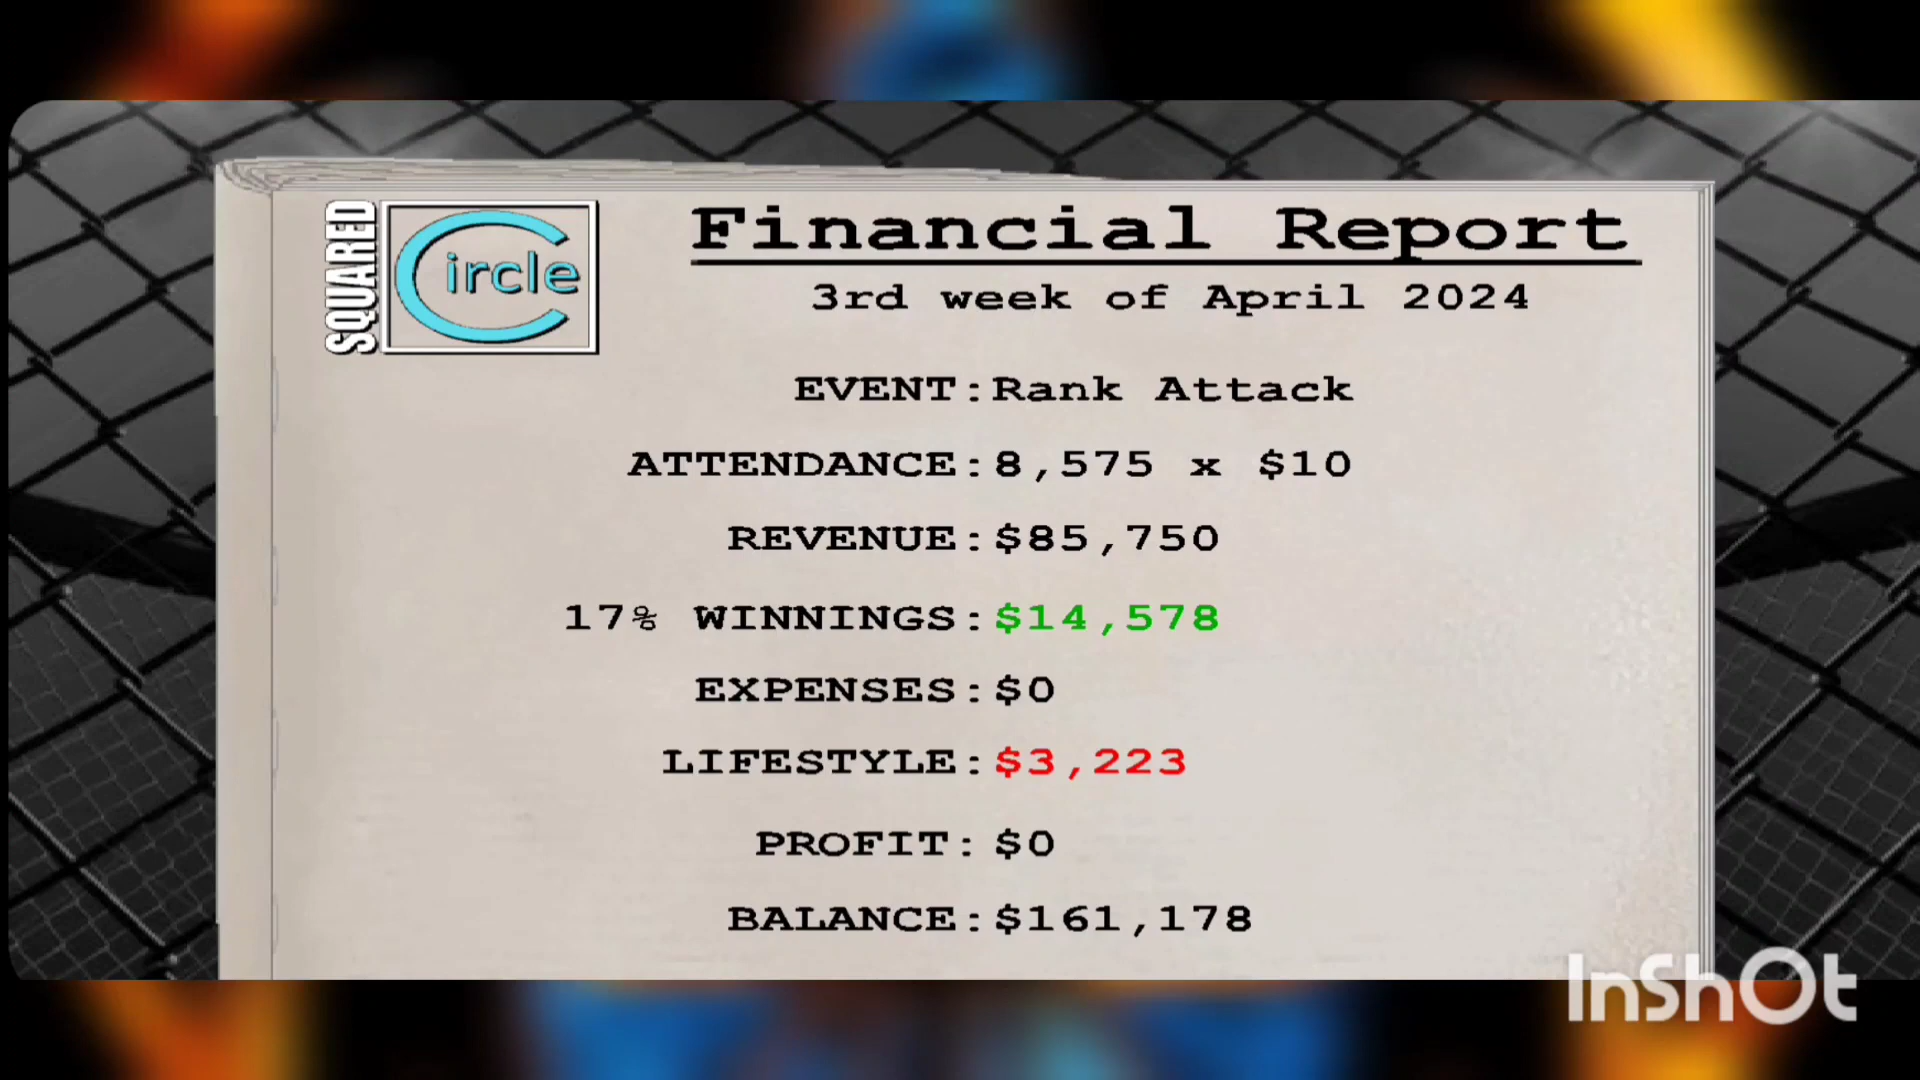 SQUARED
Circle
Financial Report
3rd week of April 2024
EVENT: Rank Attack
ATTENDANCE: 8,575 x $10
REVENUE: $85,750
17% WINNINGS: $14,578
EXPENSES: $0
LIFESTYLE: $3,223
PROFIT: $0
BALANCE: $161,178
InShOt